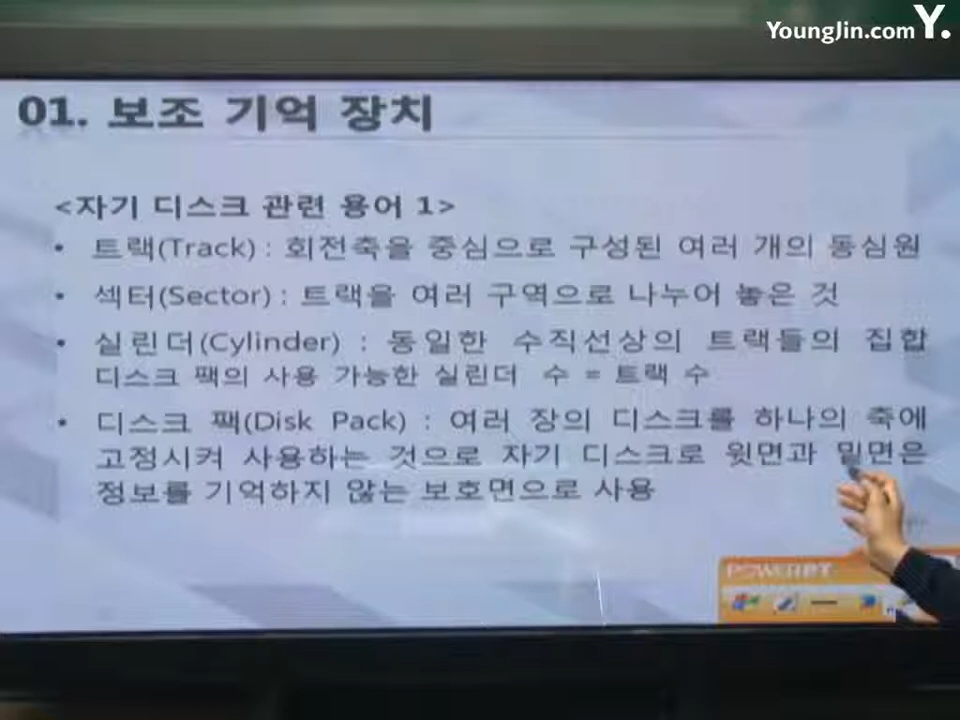 YoungJin.com Y.
01. 보조 기억 장치
<자기 디스크 관련 용어 1>
• 트랙(Track) : 회전축을 중심으로 구성된 여러 개의 동심원
• 섹터(Sector) : 트랙을 여러 구역으로 나누어 놓은 것
• 실린더(Cylinder) : 동일한 수직선상의 트랙들의 집합
디스크 팩의 사용 가능한 실린더 수 = 트랙 수
• 디스크 팩(Disk Pack) : 여러 장의 디스크를 하나의 축에
고정시켜 사용하는 것으로 자기 디스크로 윗면과 밑면은
정보를 기억하지 않는 보호면으로 사용